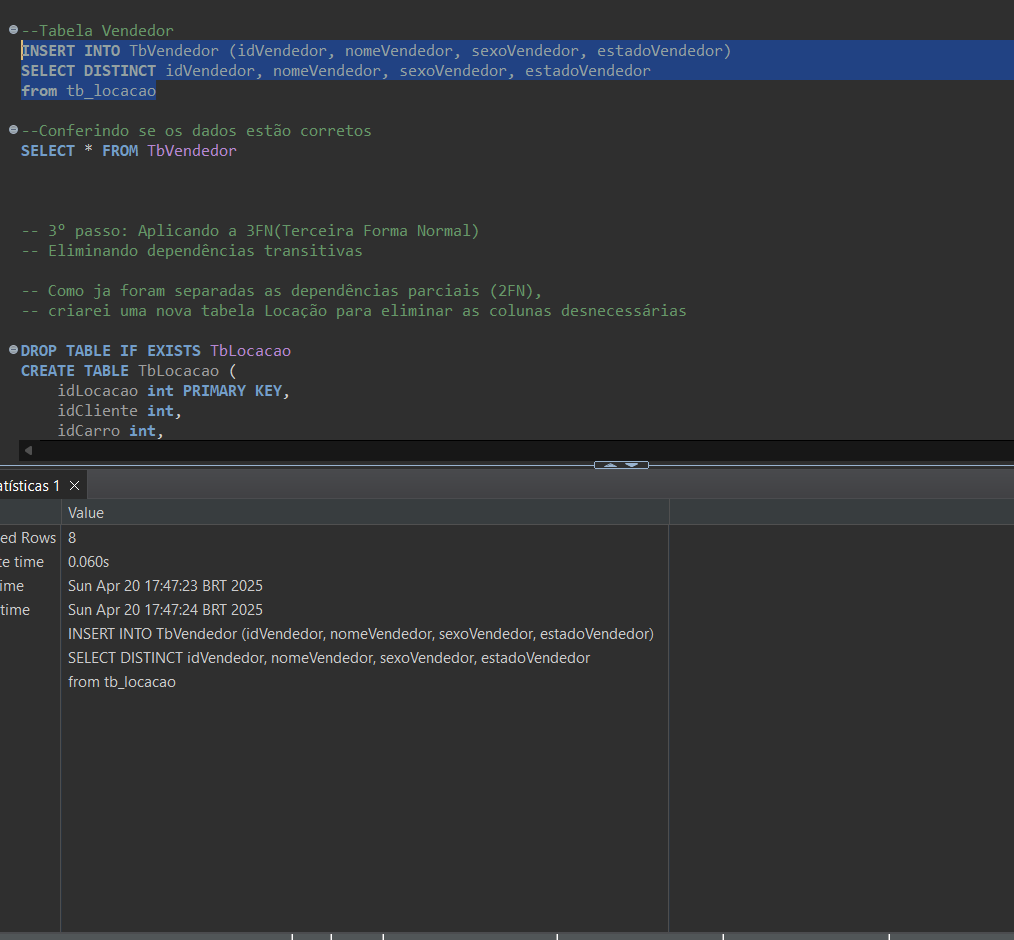 --Tabela Vendedor
INSERT INTO TbVendedor (idVendedor, nomeVendedor, sexoVendedor, estadoVendedor)
SELECT DISTINCT idVendedor, nomeVendedor, sexoVendedor, estadoVendedor
from tb_locacao
--Conferindo se os dados estão corretos
SELECT * FROM TbVendedor
-- 3º passo: Aplicando a 3FN(Terceira Forma Normal)
-- Eliminando dependências transitivas
-- Como ja foram separadas as dependências parciais (2FN),
-- criarei uma nova tabela Locação para eliminar as colunas desnecessárias
DROP TABLE IF EXISTS TbLocacao
CREATE TABLE TbLocacao (
idLocacao int PRIMARY KEY,
idCliente int,
idCarro int,
atísticas 1
Value
ed Rows 8
te time 0.060s
ime Sun Apr 20 17:47:23 BRT 2025
time Sun Apr 20 17:47:24 BRT 2025
INSERT INTO TbVendedor (idVendedor, nomeVendedor, sexoVendedor, estadoVendedor)
SELECT DISTINCT idVendedor, nomeVendedor, sexoVendedor, estadoVendedor
from tb_locacao